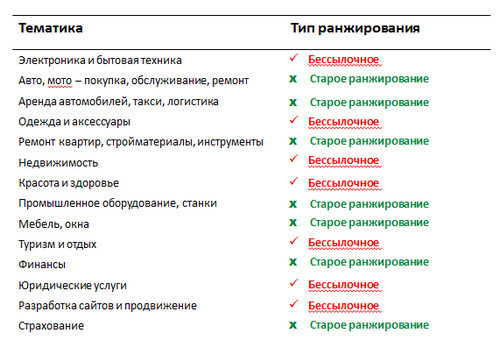 Тематика Тип ранжирования
Электроника и бытовая техника ✓ Бессылочное
Авто, мото – покупка, обслуживание, ремонт x Старое ранжирование
Аренда автомобилей, такси, логистика x Старое ранжирование
Одежда и аксессуары ✓ Бессылочное
Ремонт квартир, стройматериалы, инструменты x Старое ранжирование
Недвижимость ✓ Бессылочное
Красота и здоровье ✓ Бессылочное
Промышленное оборудование, станки x Старое ранжирование
Мебель, окна x Старое ранжирование
Туризм и отдых ✓ Бессылочное
Финансы x Старое ранжирование
Юридические услуги ✓ Бессылочное
Разработка сайтов и продвижение ✓ Бессылочное
Страхование x Старое ранжирование